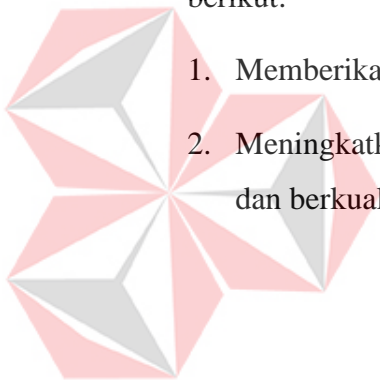 berikut:
1. Memberika
2. Meningkatk
dan berkual